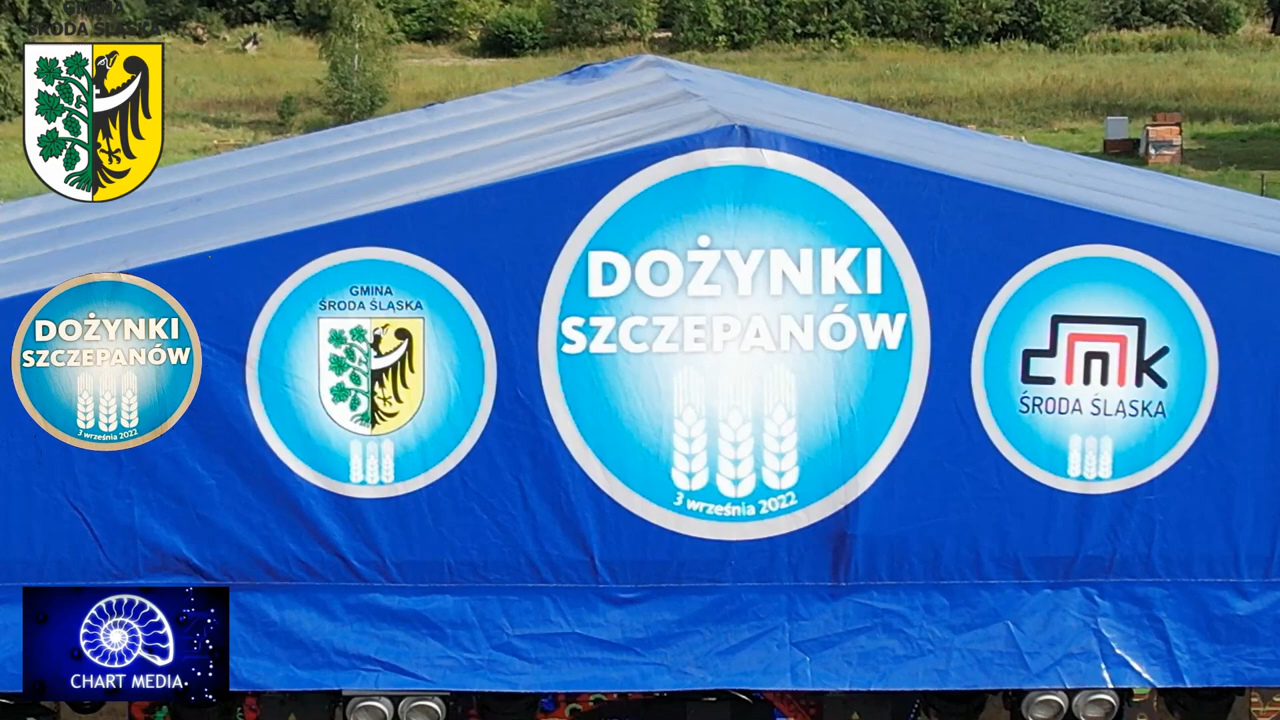 GMINA
ŚRODA ŚLĄSKA
DOŻYNKI
SZCZEPANÓW
3 września 2022
GMINA
ŚRODA ŚLĄSKA
DOŻYNKI
SZCZEPANÓW
3 września 2022
cmk
ŚRODA ŚLĄSKA
CHART MEDIA